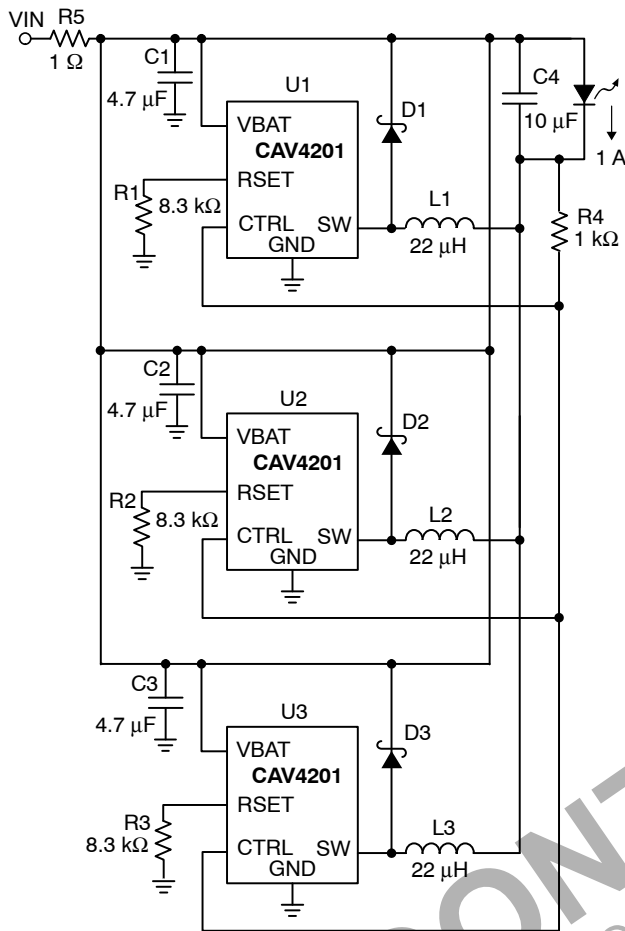 VIN
R5
1 Ω
C1
4.7 μF
U1
VBAT
CAV4201
RSET
CTRL
SW
GND
R1
8.3 kΩ
D1
L1
22 μH
C4
10 μF
1 A
R4
1 kΩ
C2
4.7 μF
U2
VBAT
CAV4201
RSET
CTRL
SW
GND
R2
8.3 kΩ
D2
L2
22 μH
C3
4.7 μF
U3
VBAT
CAV4201
RSET
CTRL
SW
GND
R3
8.3 kΩ
D3
L3
22 μH